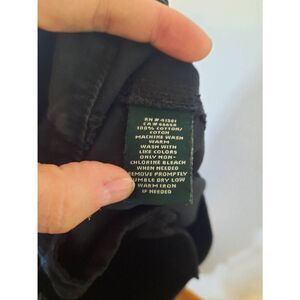 RN # 41381
CA # 46658
100% COTTON/
COTON
MACHINE WASH
WARM
WASH WITH
LIKE COLORS
ONLY NON-
CHLORINE BLEACH
WHEN NEEDED
REMOVE PROMPTLY
TUMBLE DRY LOW
WARM IRON
IF NEEDED